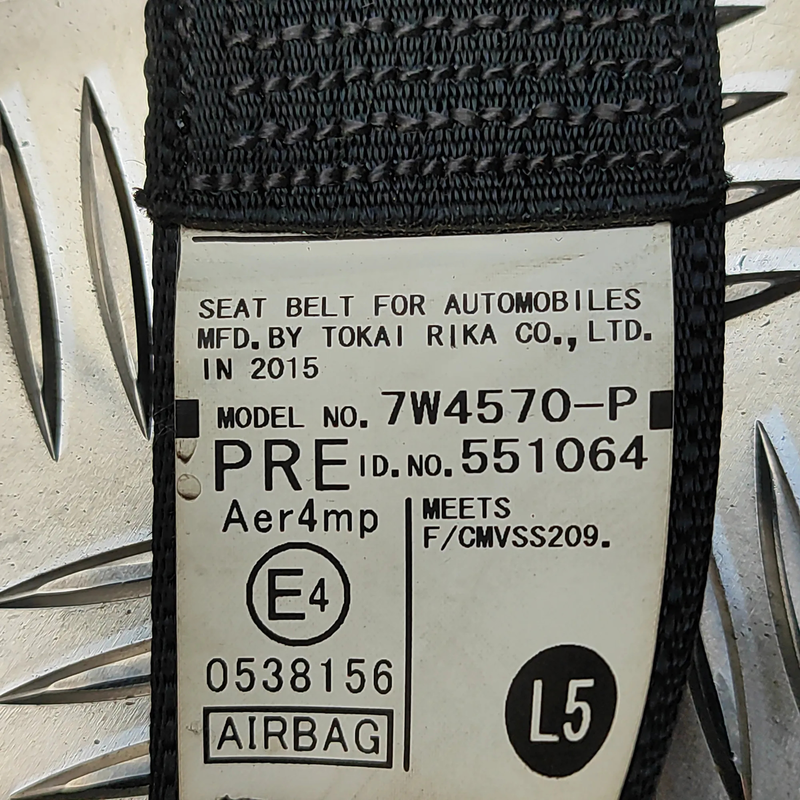 SEAT BELT FOR AUTOMOBILES
MFD. BY TOKAI RIKA CO., LTD.
IN 2015
MODEL NO. 7W4570-P
PRE ID. NO. 551064
Aer4mp
E4
0538156
AIRBAG
MEETS
F/CMVSS209.
L5